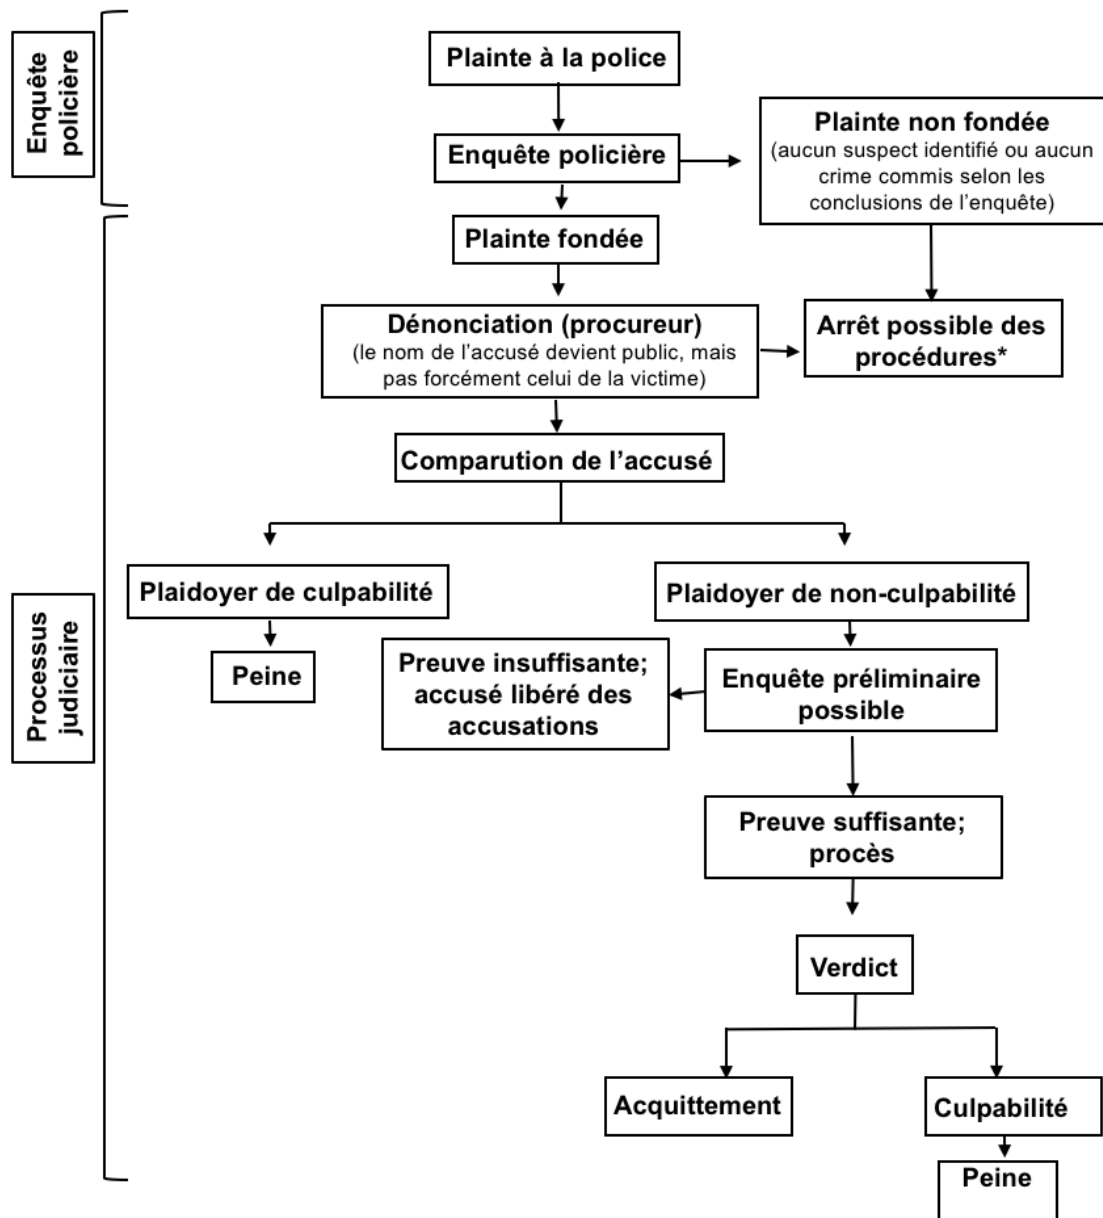 Enquête
policière
Plainte à la police
Enquête policière
Plainte non fondée
(aucun suspect identifié ou aucun
crime commis selon les
conclusions de l’enquête)
Processus
judiciaire
Plainte fondée
Dénonciation (procureur)
(le nom de l’accusé devient public, mais
pas forcément celui de la victime)
Arrêt possible des
procédures*
Comparution de l’accusé
Plaidoyer de culpabilité
Plaidoyer de non-culpabilité
Peine
Preuve insuffisante;
accusé libéré des
accusations
Enquête préliminaire
possible
Preuve suffisante;
procès
Verdict
Acquittement
Culpabilité
Peine